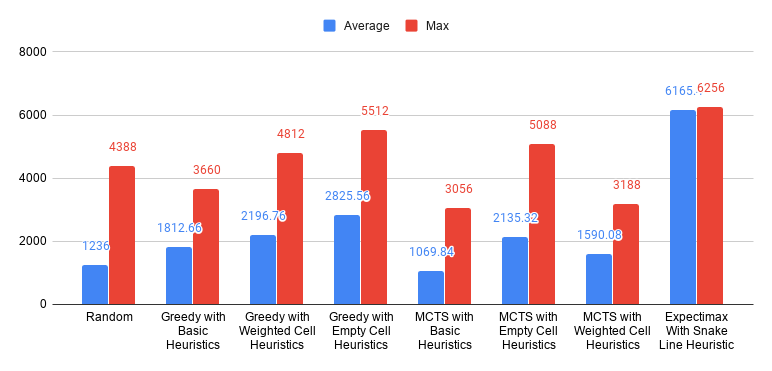 Average Max
8000
6000
4000
2000
0
1236
4388
1812.66
3660
2196.76
4812
2825.56
5512
1069.84
3056
2135.32
5088
1590.08
3188
6256
Random
Greedy with
Basic
Heuristics
Greedy with
Weighted Cell
Heuristics
Greedy with
Empty Cell
Heuristics
MCTS with
Basic
Heuristics
MCTS with
Empty Cell
Heuristics
MCTS with
Weighted Cell
Heuristics
Expectimax
With Snake
Line Heuristic